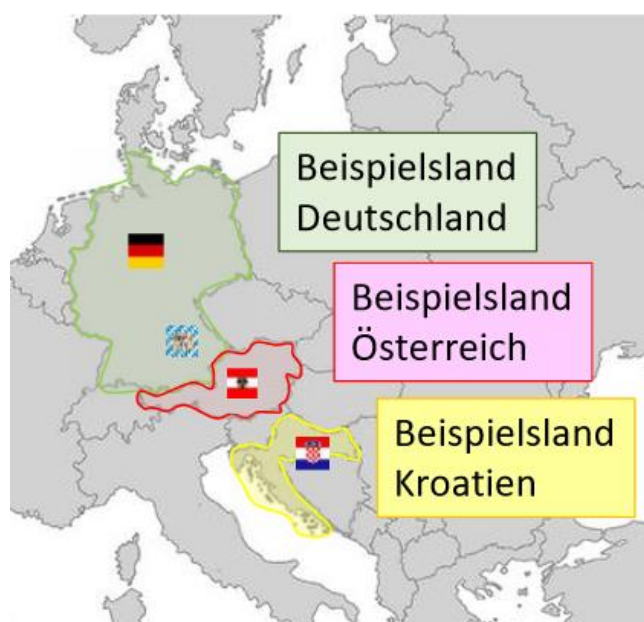 Beispielsland
Deutschland
Beispielsland
Österreich
Beispielsland
Kroatien